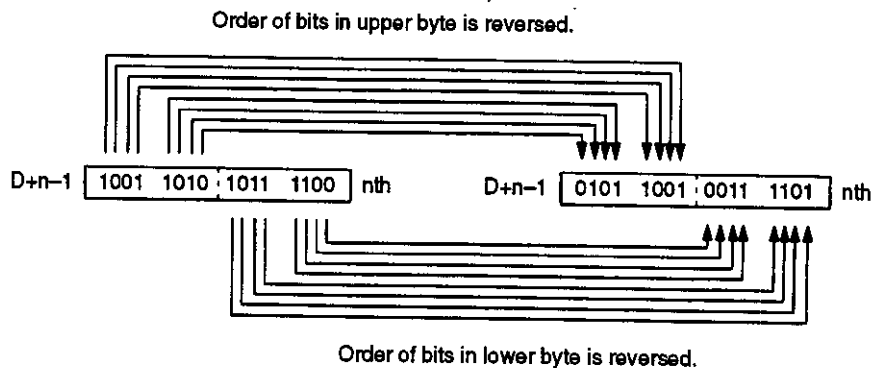 Order of bits in upper byte is reversed.
D+n–1 1001 1010 1011 1100 nth D+n–1 0101 1001 0011 1101 nth
Order of bits in lower byte is reversed.